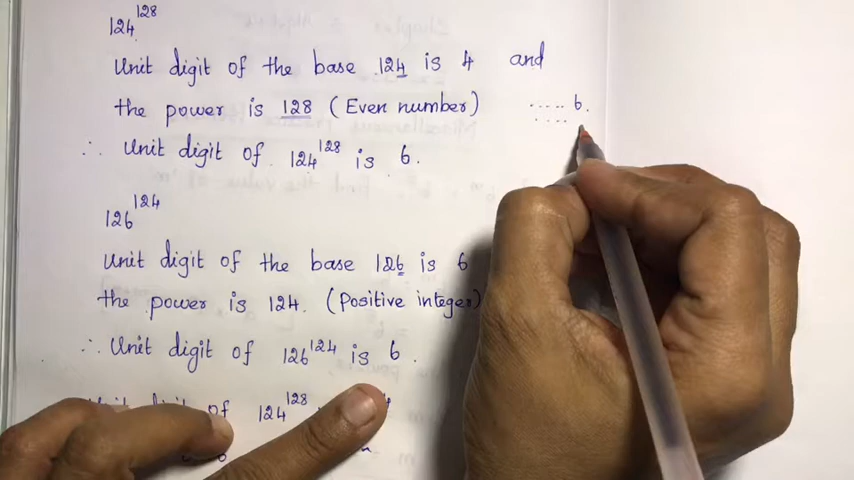 124^128
Unit digit of the base 124 is 4 and
the power is 128 (Even number)
..... 6.
....
∴ Unit digit of 124^128 is 6.
126^124
Unit digit of the base 126 is 6
the power is 124. (Positive integer)
∴ Unit digit of 126^124 is 6.
124^128